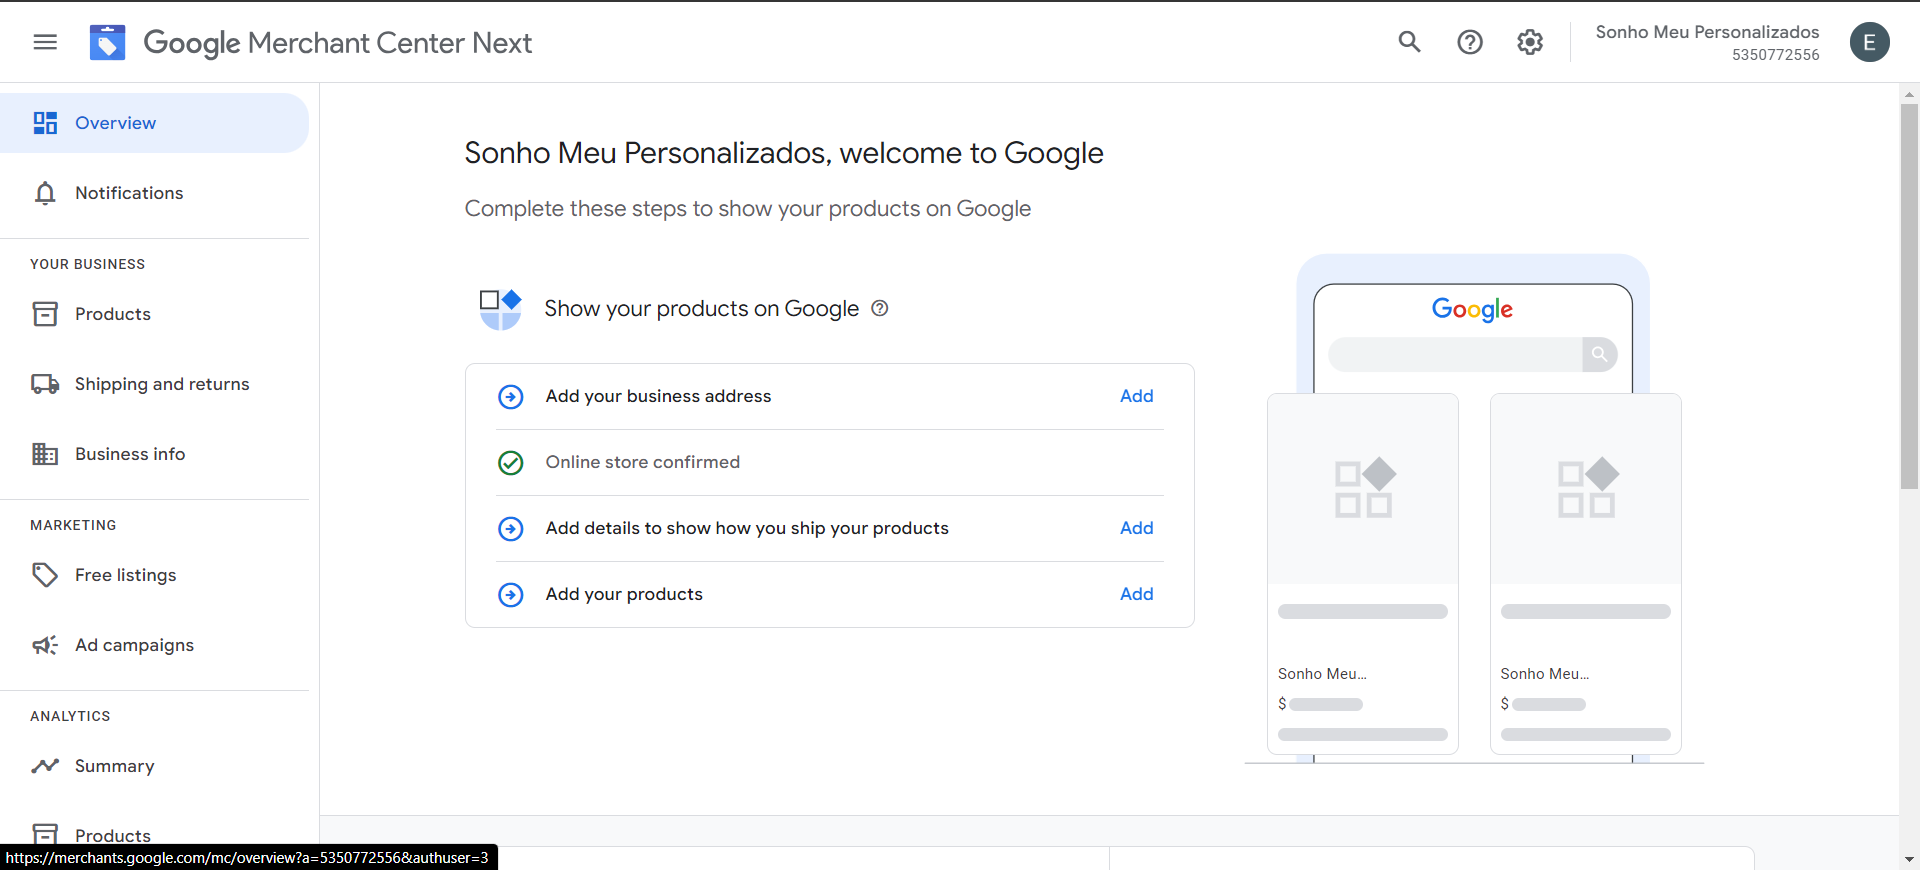 Google Merchant Center Next
Sonho Meu Personalizados
5350772556
E
Overview
Notifications
YOUR BUSINESS
Products
Shipping and returns
Business info
MARKETING
Free listings
Ad campaigns
ANALYTICS
Summary
Products
https://merchants.google.com/mc/overview?a=5350772556&authuser=3
Sonho Meu Personalizados, welcome to Google
Complete these steps to show your products on Google
Show your products on Google
Add your business address
Add
Online store confirmed
Add details to show how you ship your products
Add
Add your products
Add
Google
Sonho Meu...
$
Sonho Meu...
$